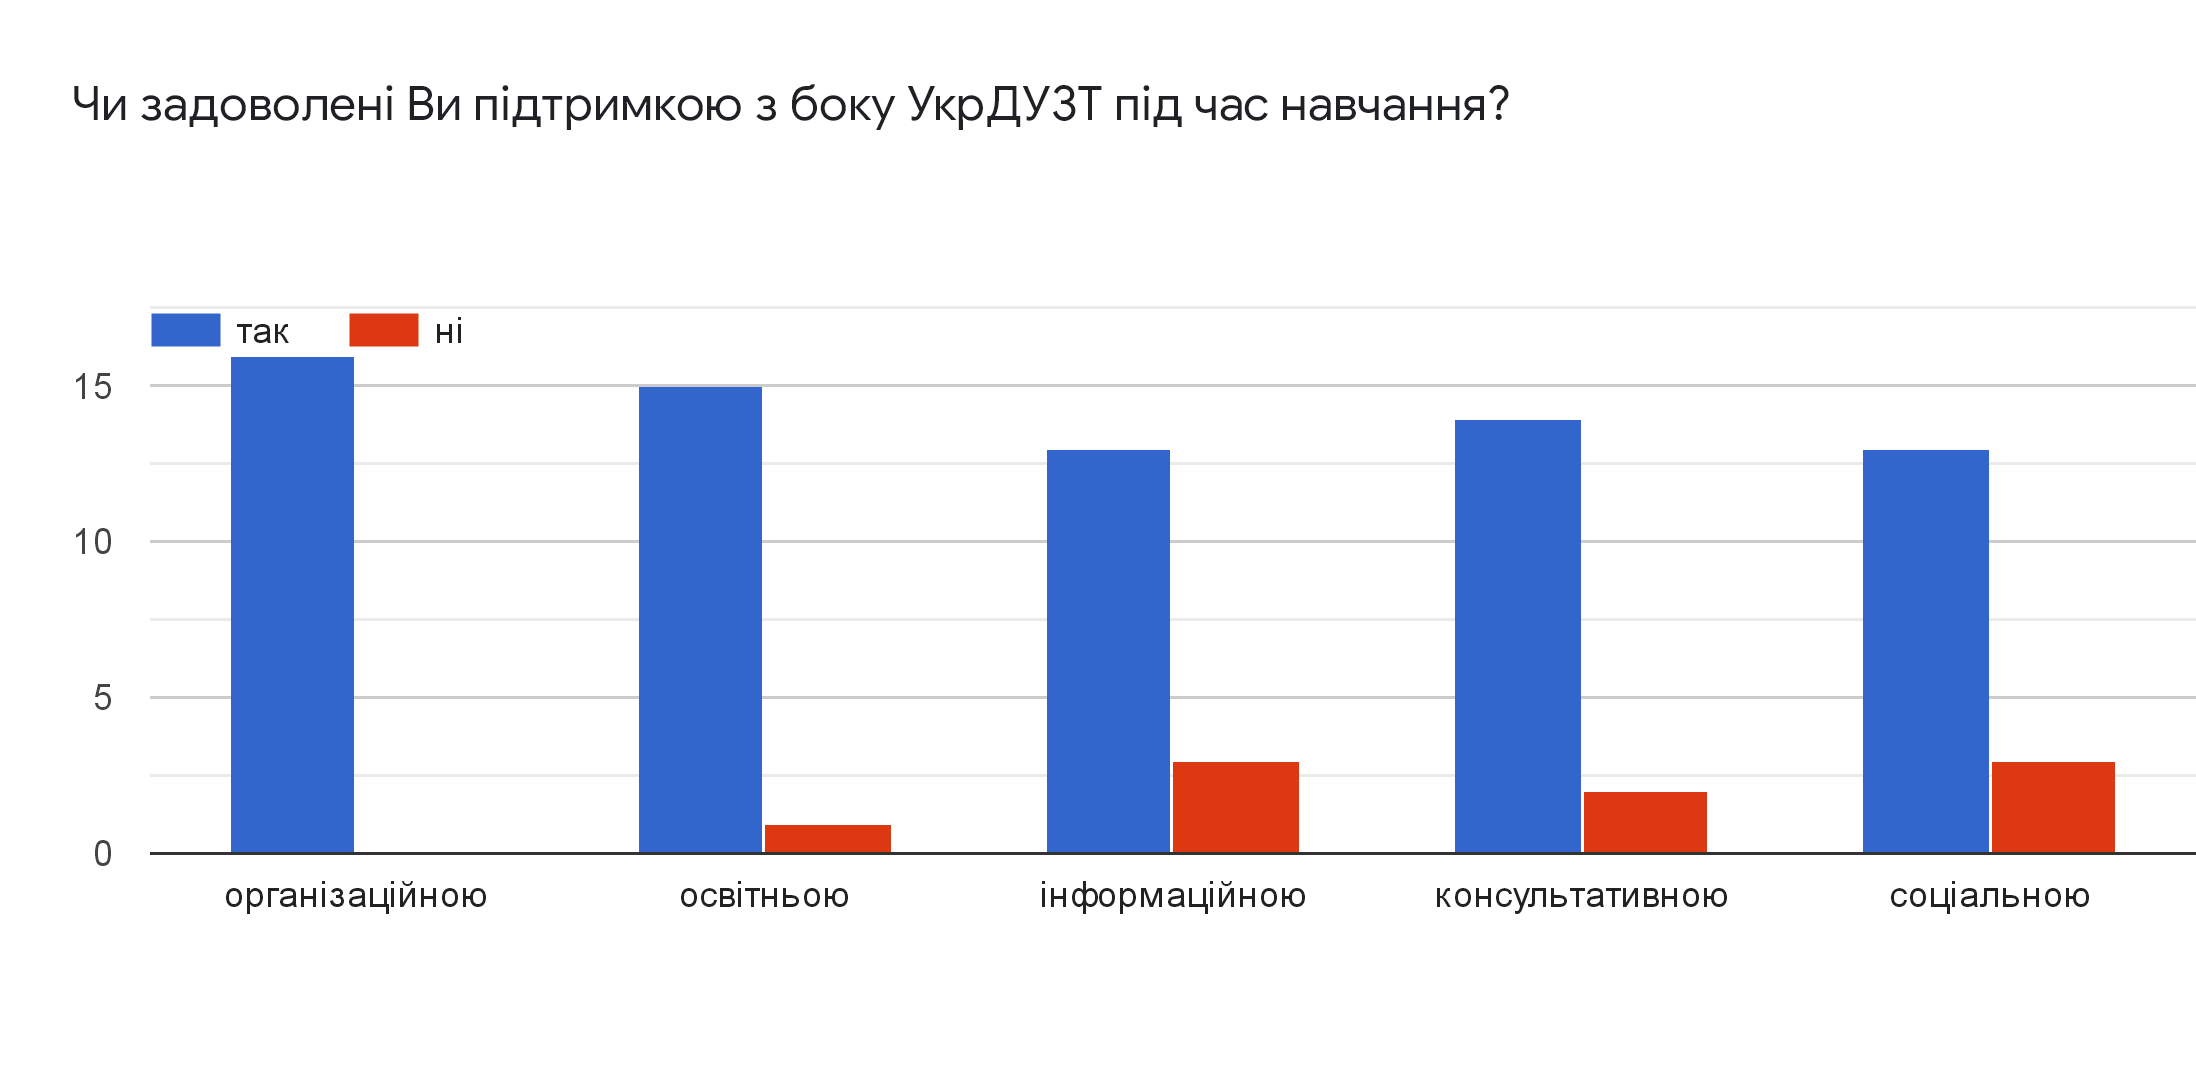 Чи задоволені Ви підтримкою з боку УкрДУЗТ під час навчання?
так ні
15
10
5
0
організаційною освітньою інформаційною консультативною соціальною